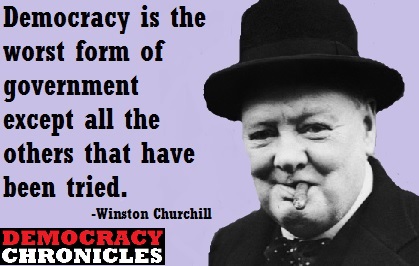 Democracy is the
worst form of
government
except all the
others that have
been tried.
-Winston Churchill
DEMOCRACY
CHRONICLES